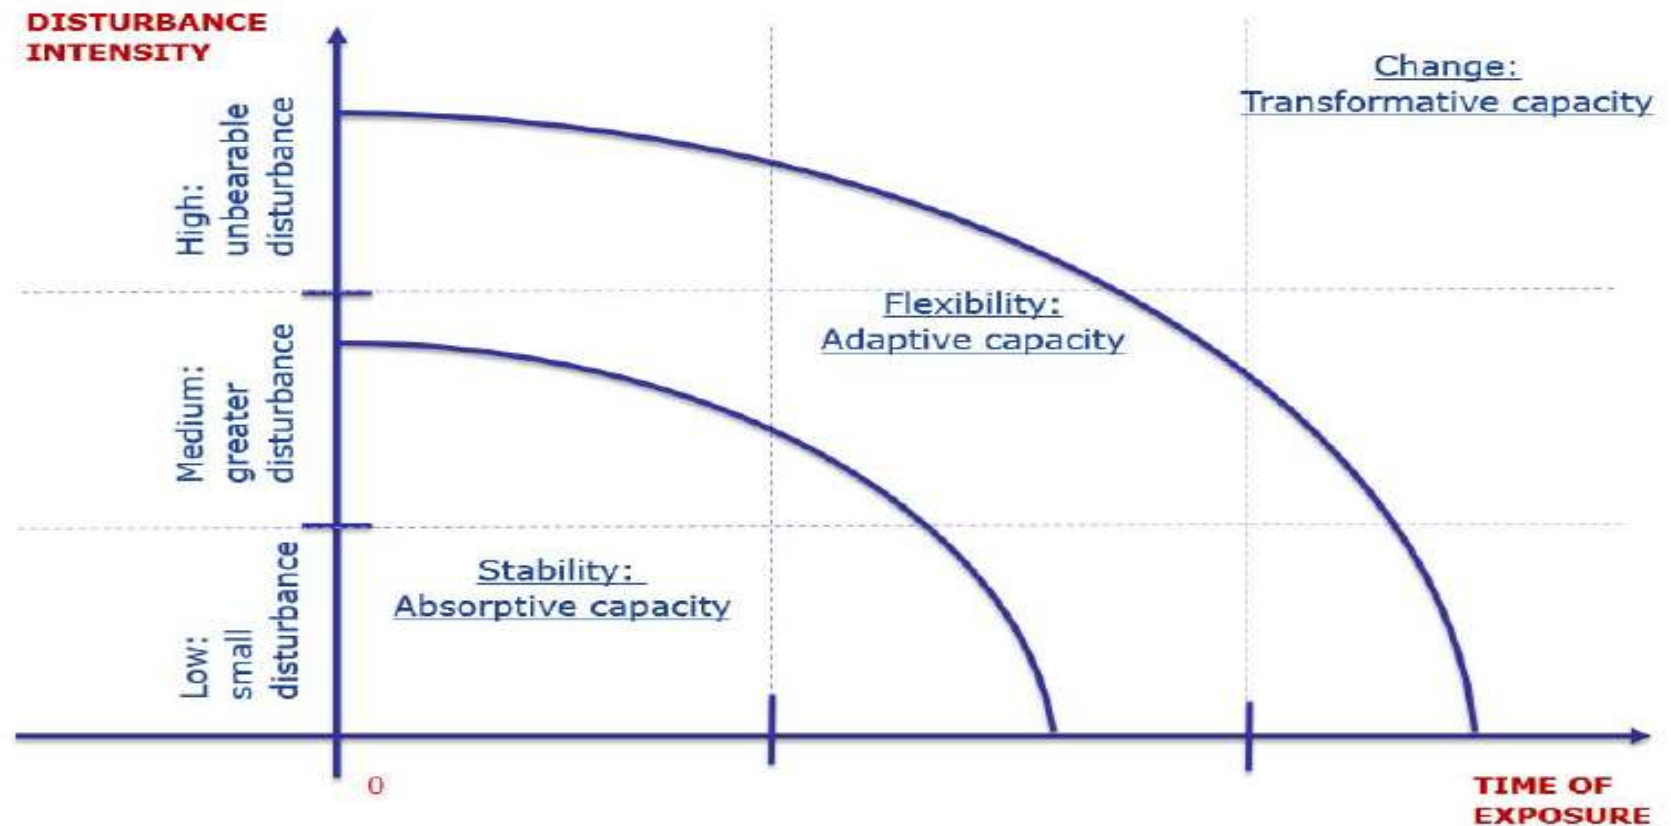 DISTURBANCE
INTENSITY
Change:
Transformative capacity
High:
unbearable
disturbance
Flexibility:
Adaptive capacity
Medium:
greater
disturbance
Stability:
Absorptive capacity
Low:
small
disturbance
0
TIME OF
EXPOSURE